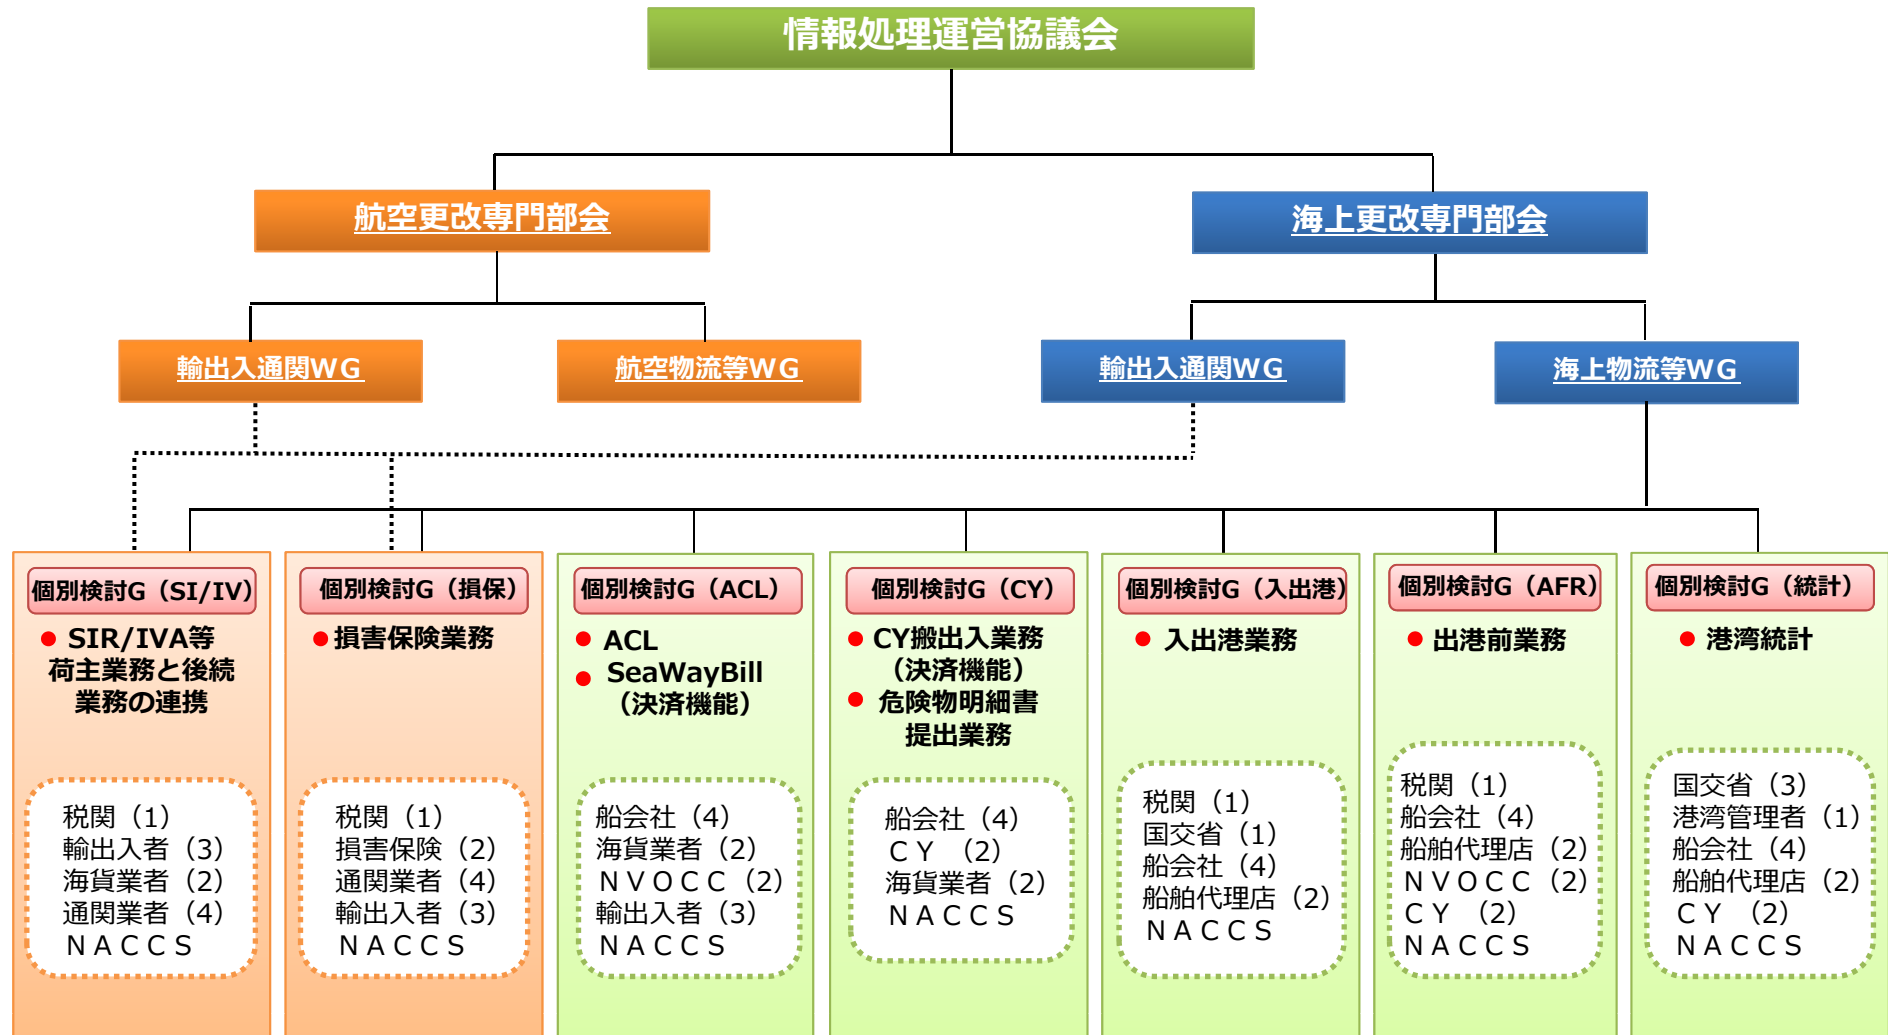 情報処理運営協議会
航空更改専門部会
海上更改専門部会
輸出入通関WG
航空物流等WG
輸出入通関WG
海上物流等WG
個別検討G（SI/IV）
● SIR/IVA等
荷主業務と後続
業務の連携
税関（1）
輸出入者（3）
海貨業者（2）
通関業者（4）
ＮＡＣＣＳ
個別検討G（損保）
●損害保険業務
税関（1）
損害保険（2）
通関業者（4）
輸出入者（3）
ＮＡＣＣＳ
個別検討G（ACL）
● ACL
● SeaWayBill
（決済機能）
船会社（4）
海貨業者（2）
ＮＶＯＣＣ（2）
輸出入者（3）
ＮＡＣＣＳ
個別検討G（CY）
● CY搬出入業務
（決済機能）
● 危険物明細書
提出業務
船会社（4）
ＣＹ （2）
海貨業者（2）
ＮＡＣＣＳ
個別検討G（入出港）
● 入出港業務
税関（1）
国交省（1）
船会社（4）
船舶代理店（2）
ＮＡＣＣＳ
個別検討G（AFR）
● 出港前業務
税関（1）
船会社（4）
船舶代理店（2）
ＮＶＯＣＣ（2）
ＣＹ （2）
ＮＡＣＣＳ
個別検討G（統計）
● 港湾統計
国交省（3）
港湾管理者（1）
船会社（4）
船舶代理店（2）
ＣＹ （2）
ＮＡＣＣＳ